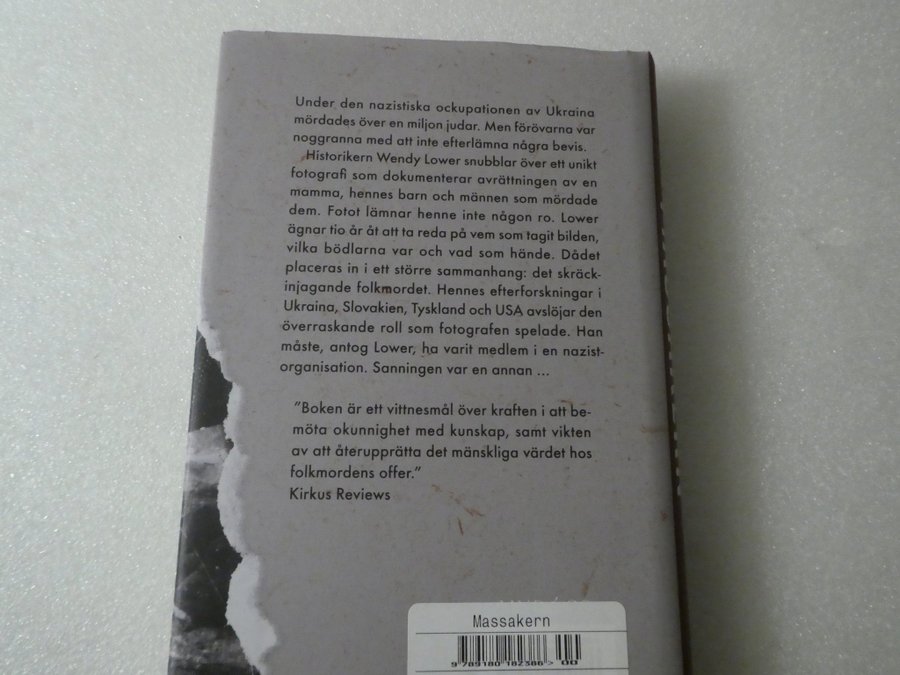 Under den nazistiska ockupationen av Ukraina
mördades över en miljon judar. Men förövarna var
noggranna med att inte efterlämna några bevis.
Historikern Wendy Lower snubblar över ett unikt
fotografi som dokumenterar avrättningen av en
mamma, hennes barn och männen som mördade
dem. Fotot lämnar henne inte någon ro. Lower
ägnar tio år åt att ta reda på vem som tagit bilden,
vilka bödlarna var och vad som hände. Dådet
placeras in i ett större sammanhang: det skräck-
injagande folkmordet. Hennes efterforskningar i
Ukraina, Slovakien, Tyskland och USA avslöjar den
överraskande roll som fotografen spelade. Han
måste, antog Lower, ha varit medlem i en nazist-
organisation. Sanningen var en annan ...
"Boken är ett vittnesmål över kraften i att be-
möta okunnighet med kunskap, samt vikten
av att återupprätta det mänskliga värdet hos
folkmordens offer."
Kirkus Reviews
Massakern
9 789180 182386> 00